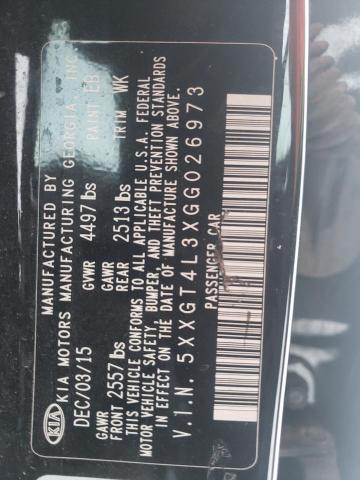 KIA
MANUFACTURED BY
KIA MOTORS MANUFACTURING GEORGIA, INC.
DEC/03/15 GVWR 4497 lbs PAINT EB
GAWR FRONT 2557 lbs GAWR REAR 2513 lbs TRIM WK
THIS VEHICLE CONFORMS TO ALL APPLICABLE U.S.A. FEDERAL
MOTOR VEHICLE SAFETY, BUMPER, AND THEFT PREVENTION STANDARDS
IN EFFECT ON THE DATE OF MANUFACTURE SHOWN ABOVE.
V.I.N. 5XXGT4L3XGG026973
PASSENGER CAR